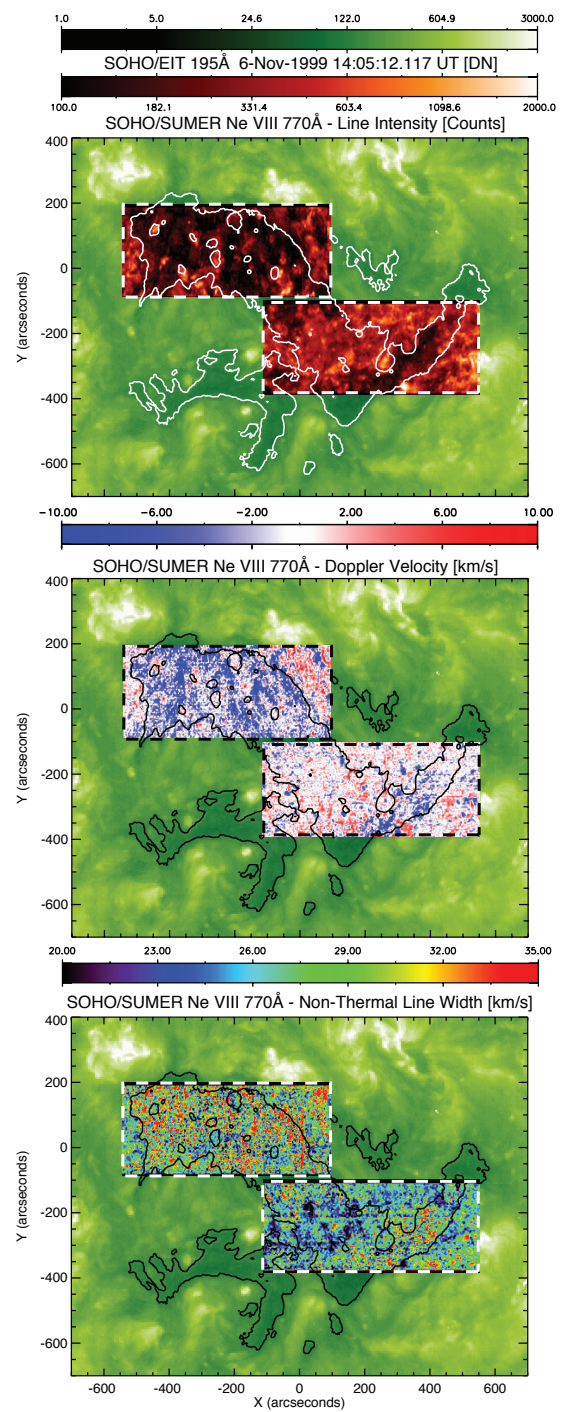 1.0 5.0 24.6 122.0 604.9 3000.0
SOHO/EIT 195Å 6-Nov-1999 14:05:12.117 UT [DN]
100.0 182.1 331.4 603.4 1098.6 2000.0
SOHO/SUMER Ne VIII 770Å - Line Intensity [Counts]
400
200
0
-200
-400
-600
Y (arcseconds)
-10.00 -6.00 -2.00 2.00 6.00 10.00
SOHO/SUMER Ne VIII 770Å - Doppler Velocity [km/s]
400
200
0
-200
-400
-600
Y (arcseconds)
20.00 23.00 26.00 29.00 32.00 35.00
SOHO/SUMER Ne VIII 770Å - Non-Thermal Line Width [km/s]
400
200
0
-200
-400
-600
Y (arcseconds)
-600 -400 -200 0 200 400 600
X (arcseconds)